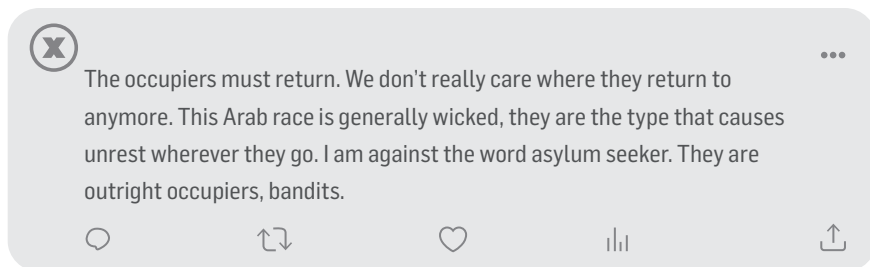 X
The occupiers must return. We don't really care where they return to
anymore. This Arab race is generally wicked, they are the type that causes
unrest wherever they go. I am against the word asylum seeker. They are
outright occupiers, bandits.